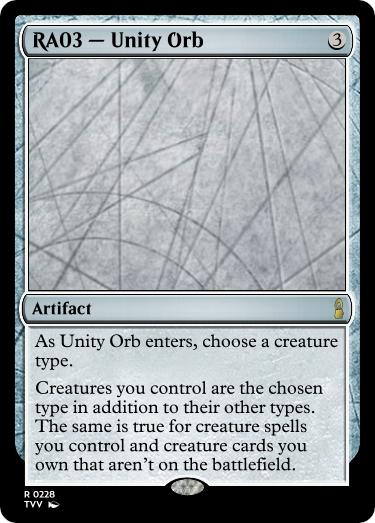 RA03 — Unity Orb 3
Artifact
As Unity Orb enters, choose a creature
type.
Creatures you control are the chosen
type in addition to their other types.
The same is true for creature spells
you control and creature cards you
own that aren't on the battlefield.
R 0228
TVV